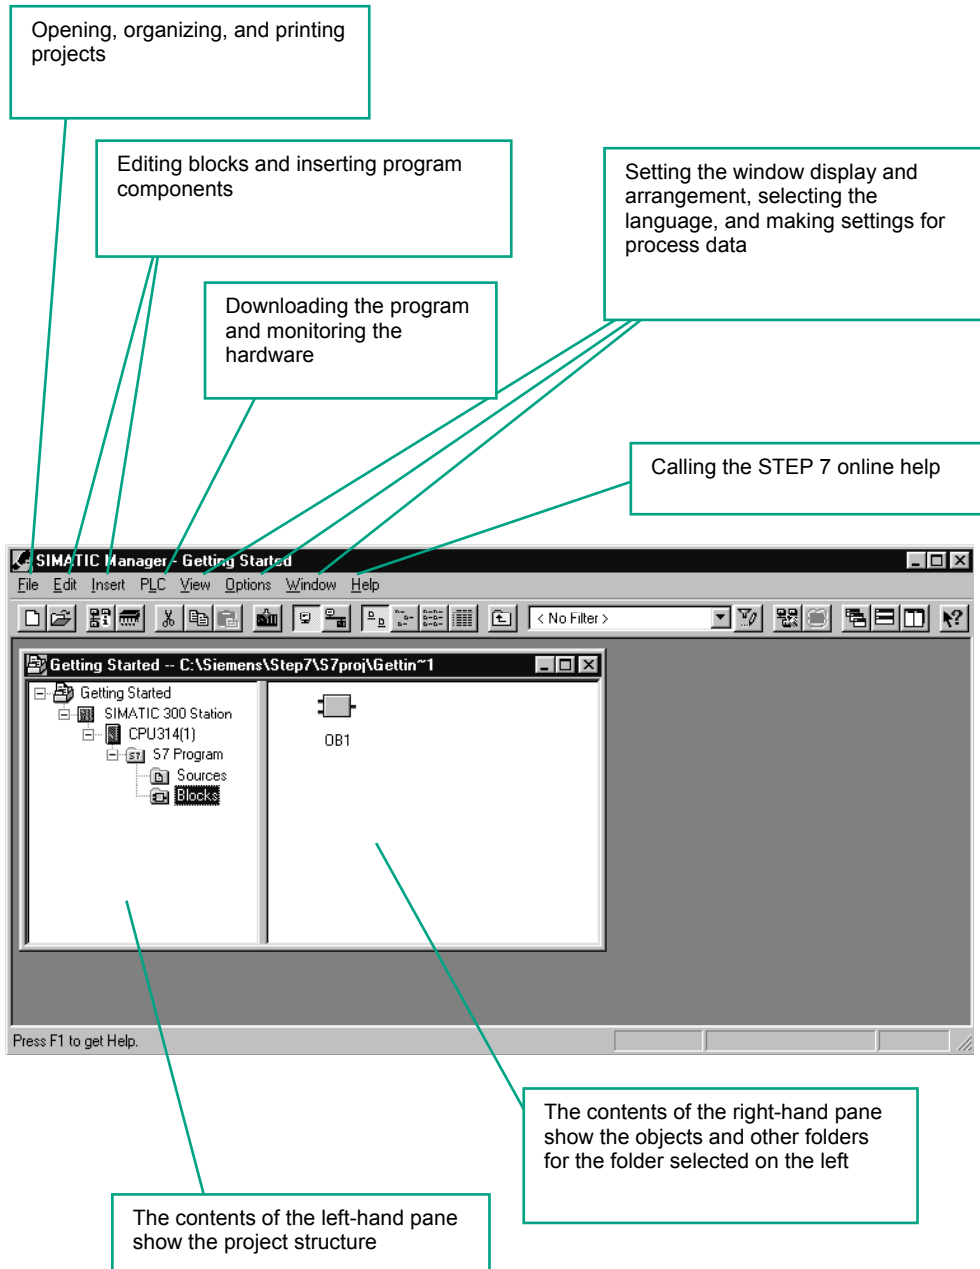 Opening, organizing, and printing
projects
Editing blocks and inserting program
components
Setting the window display and
arrangement, selecting the
language, and making settings for
process data
Downloading the program
and monitoring the
hardware
Calling the STEP 7 online help
SIMATIC Manager - Getting Started
File Edit Insert PLC View Options Window Help
< No Filter >
Getting Started -- C:\Siemens\Step7\S7proj\Gettin~1
Getting Started
SIMATIC 300 Station
CPU314(1)
S7 Program
Sources
Blocks
OB1
Press F1 to get Help.
The contents of the right-hand pane
show the objects and other folders
for the folder selected on the left
The contents of the left-hand pane
show the project structure